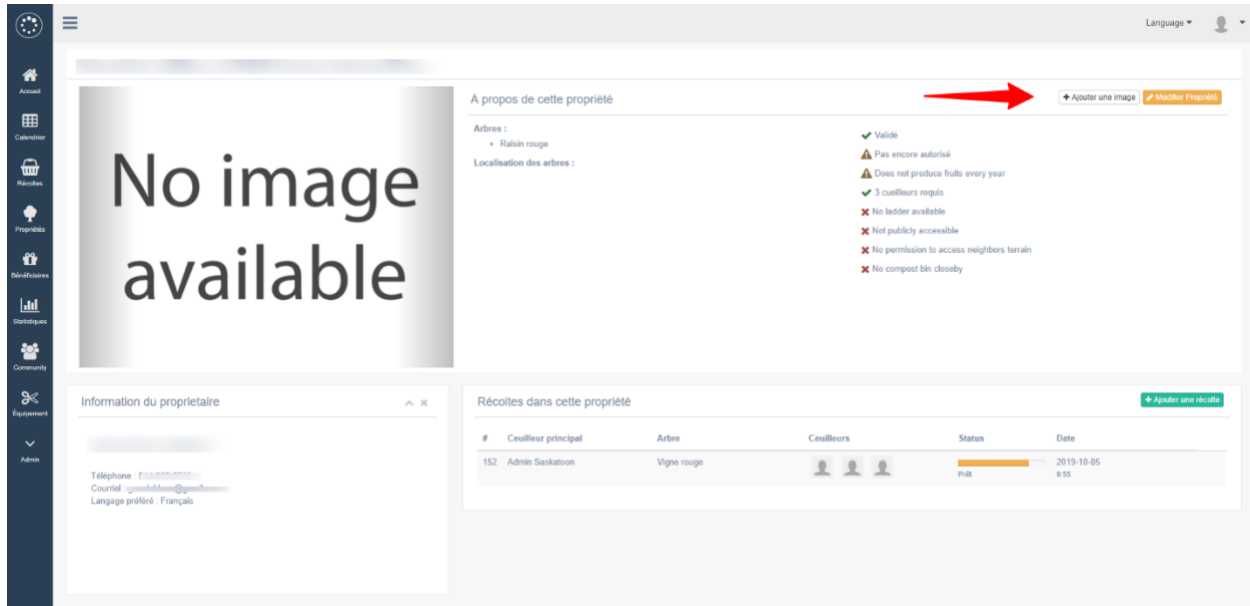 Language
Accueil
Calendrier
Récoltes
Propriétés
Bénéficiaires
Statistiques
Community
Équipement
Admin
No image
available
À propos de cette propriété
Ajouter une image
Modifier Propriété
Arbres :
Raisin rouge
Localisation des arbres :
Validé
Pas encore autorisé
Does not produce fruits every year
3 cueilleurs requis
No ladder available
Not publicly accessible
No permission to access neighbors terrain
No compost bin closeby
Information du proprietaire
Téléphone :
Courriel :
Langage préféré : Français
Récoltes dans cette propriété
Ajouter une récolte
# Ceuilleur principal Arbre Ceuilleurs Status Date
152 Admin Saskatoon Vigne rouge 2019-10-05
Prêt 9:55